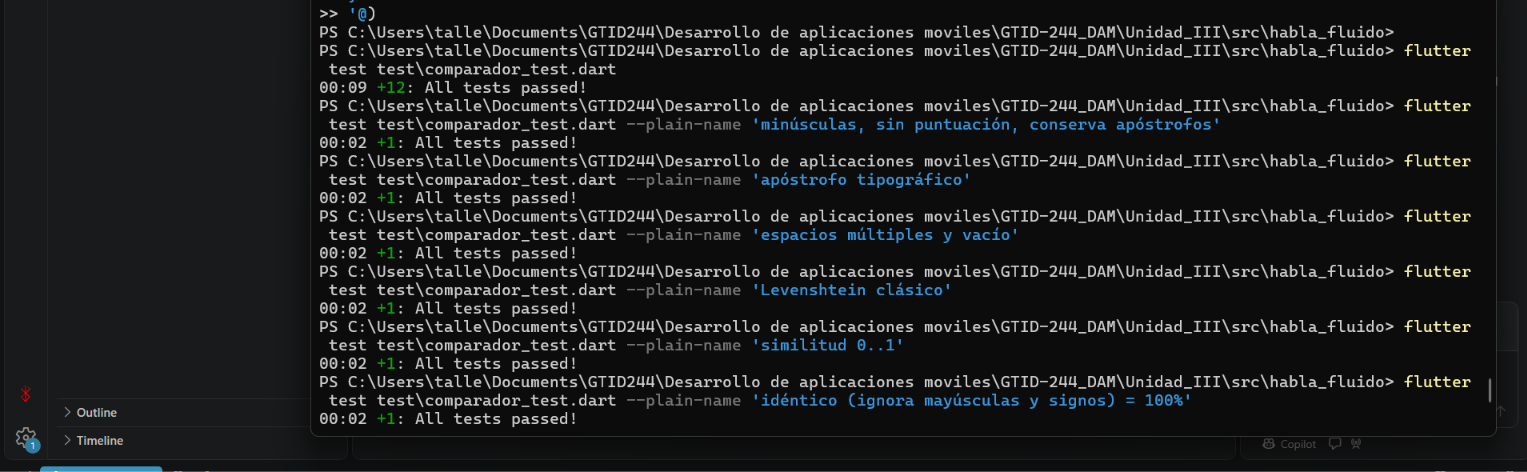 >> '@)
PS C:\Users\talle\Documents\GTID244\Desarrollo de aplicaciones moviles\GTID-244_DAM\Unidad_III\src\habla_fluido>
PS C:\Users\talle\Documents\GTID244\Desarrollo de aplicaciones moviles\GTID-244_DAM\Unidad_III\src\habla_fluido> flutter
test test\comparador_test.dart
00:09 +12: All tests passed!
PS C:\Users\talle\Documents\GTID244\Desarrollo de aplicaciones moviles\GTID-244_DAM\Unidad_III\src\habla_fluido> flutter
test test\comparador_test.dart --plain-name 'minúsculas, sin puntuación, conserva apóstrofos'
00:02 +1: All tests passed!
PS C:\Users\talle\Documents\GTID244\Desarrollo de aplicaciones moviles\GTID-244_DAM\Unidad_III\src\habla_fluido> flutter
test test\comparador_test.dart --plain-name 'apóstrofo tipográfico'
00:02 +1: All tests passed!
PS C:\Users\talle\Documents\GTID244\Desarrollo de aplicaciones moviles\GTID-244_DAM\Unidad_III\src\habla_fluido> flutter
test test\comparador_test.dart --plain-name 'espacios múltiples y vacío'
00:02 +1: All tests passed!
PS C:\Users\talle\Documents\GTID244\Desarrollo de aplicaciones moviles\GTID-244_DAM\Unidad_III\src\habla_fluido> flutter
test test\comparador_test.dart --plain-name 'Levenshtein clásico'
00:02 +1: All tests passed!
PS C:\Users\talle\Documents\GTID244\Desarrollo de aplicaciones moviles\GTID-244_DAM\Unidad_III\src\habla_fluido> flutter
test test\comparador_test.dart --plain-name 'similitud 0..1'
00:02 +1: All tests passed!
PS C:\Users\talle\Documents\GTID244\Desarrollo de aplicaciones moviles\GTID-244_DAM\Unidad_III\src\habla_fluido> flutter
test test\comparador_test.dart --plain-name 'idéntico (ignora mayúsculas y signos) = 100%'
00:02 +1: All tests passed!
Outline
Timeline
1
Copilot